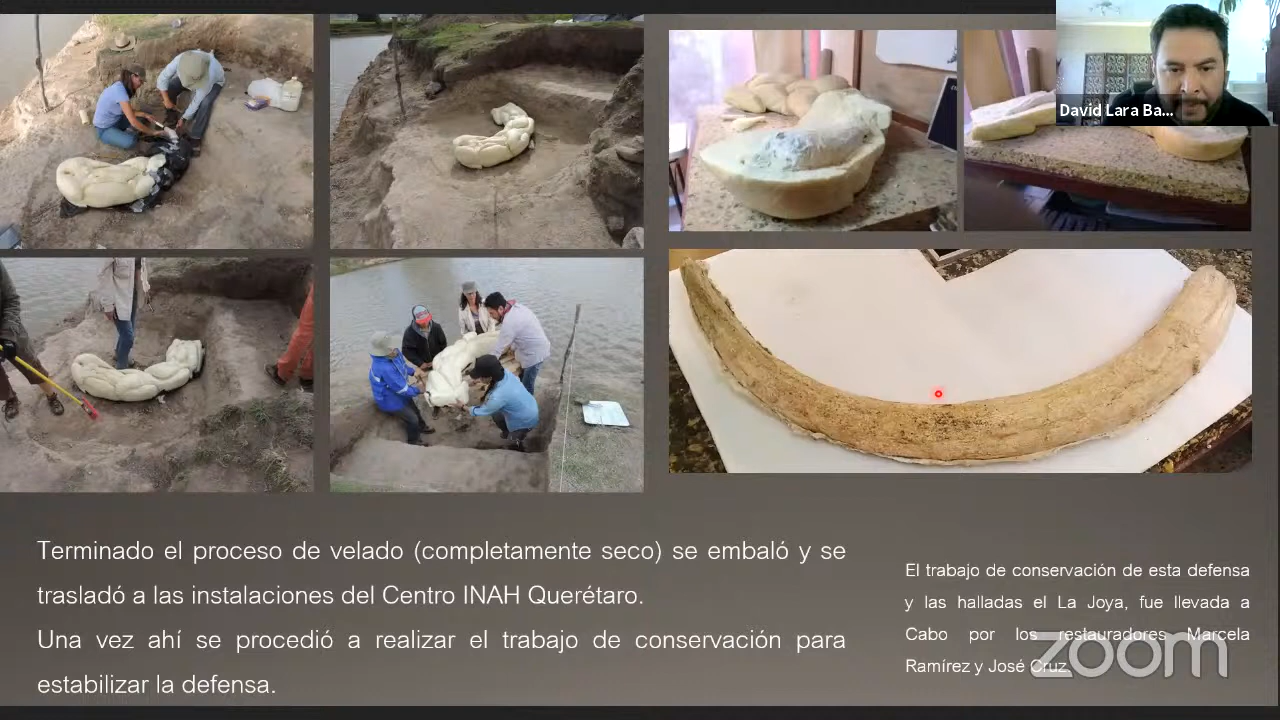 David Lara Ba...
Terminado el proceso de velado (completamente seco) se embaló y se
trasladó a las instalaciones del Centro INAH Querétaro.
Una vez ahí se procedió a realizar el trabajo de conservación para
estabilizar la defensa.
El trabajo de conservación de esta defensa
y las halladas el La Joya, fue llevada a
Cabo por los restauradores Marcela
Ramírez y José Cruz.
zoom